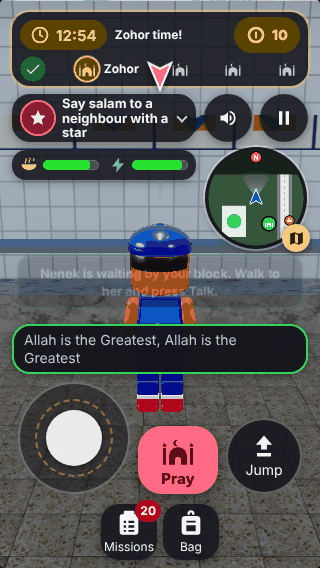 12:54
Zohor time!
10
Zohor
Say salam to a
neighbour with a
star
N
Nenek is waiting by your block. Walk to
her and press Talk.
Allah is the Greatest, Allah is the
Greatest
Pray
Jump
20
Missions
Bag